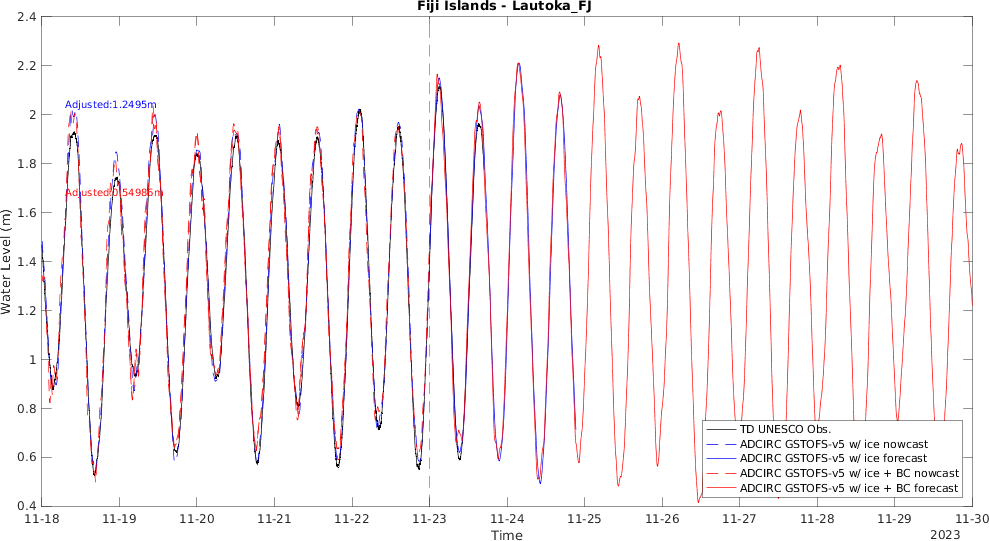 Fiji Islands - Lautoka_FJ
2.4
2.2
2
1.8
1.6
1.4
1.2
1
0.8
0.6
0.4
Water Level (m)
Adjusted:1.2495m
Adjusted:0.54985m
TD UNESCO Obs.
ADCIRC GSTOFS-v5 w/ ice nowcast
ADCIRC GSTOFS-v5 w/ ice forecast
ADCIRC GSTOFS-v5 w/ ice + BC nowcast
ADCIRC GSTOFS-v5 w/ ice + BC forecast
11-18 11-19 11-20 11-21 11-22 11-23 11-24 11-25 11-26 11-27 11-28 11-29 11-30
Time
2023